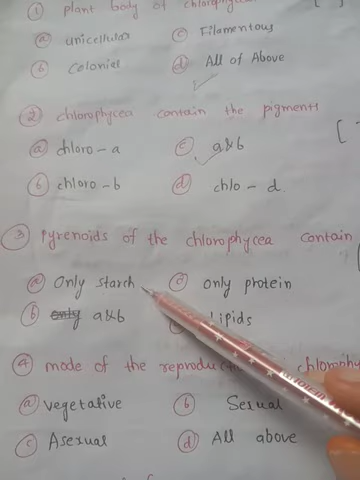 ① plant body of chlorophy
ⓐ unicellular ⓒ Filamentous
ⓑ Colonial ⓓ All of Above
② chlorophycea contain the pigments [
ⓐ chloro - a ⓒ a&b
ⓑ chloro - b ⓓ chlo - d.
③ Pyrenoids of the chlorophycea contain
ⓐ Only starch ⓒ only protein
ⓑ a&b Lipids
④ mode of the reproduc chlorophy
ⓐ vegetative ⓑ Sexual
ⓒ Asexual ⓓ All above